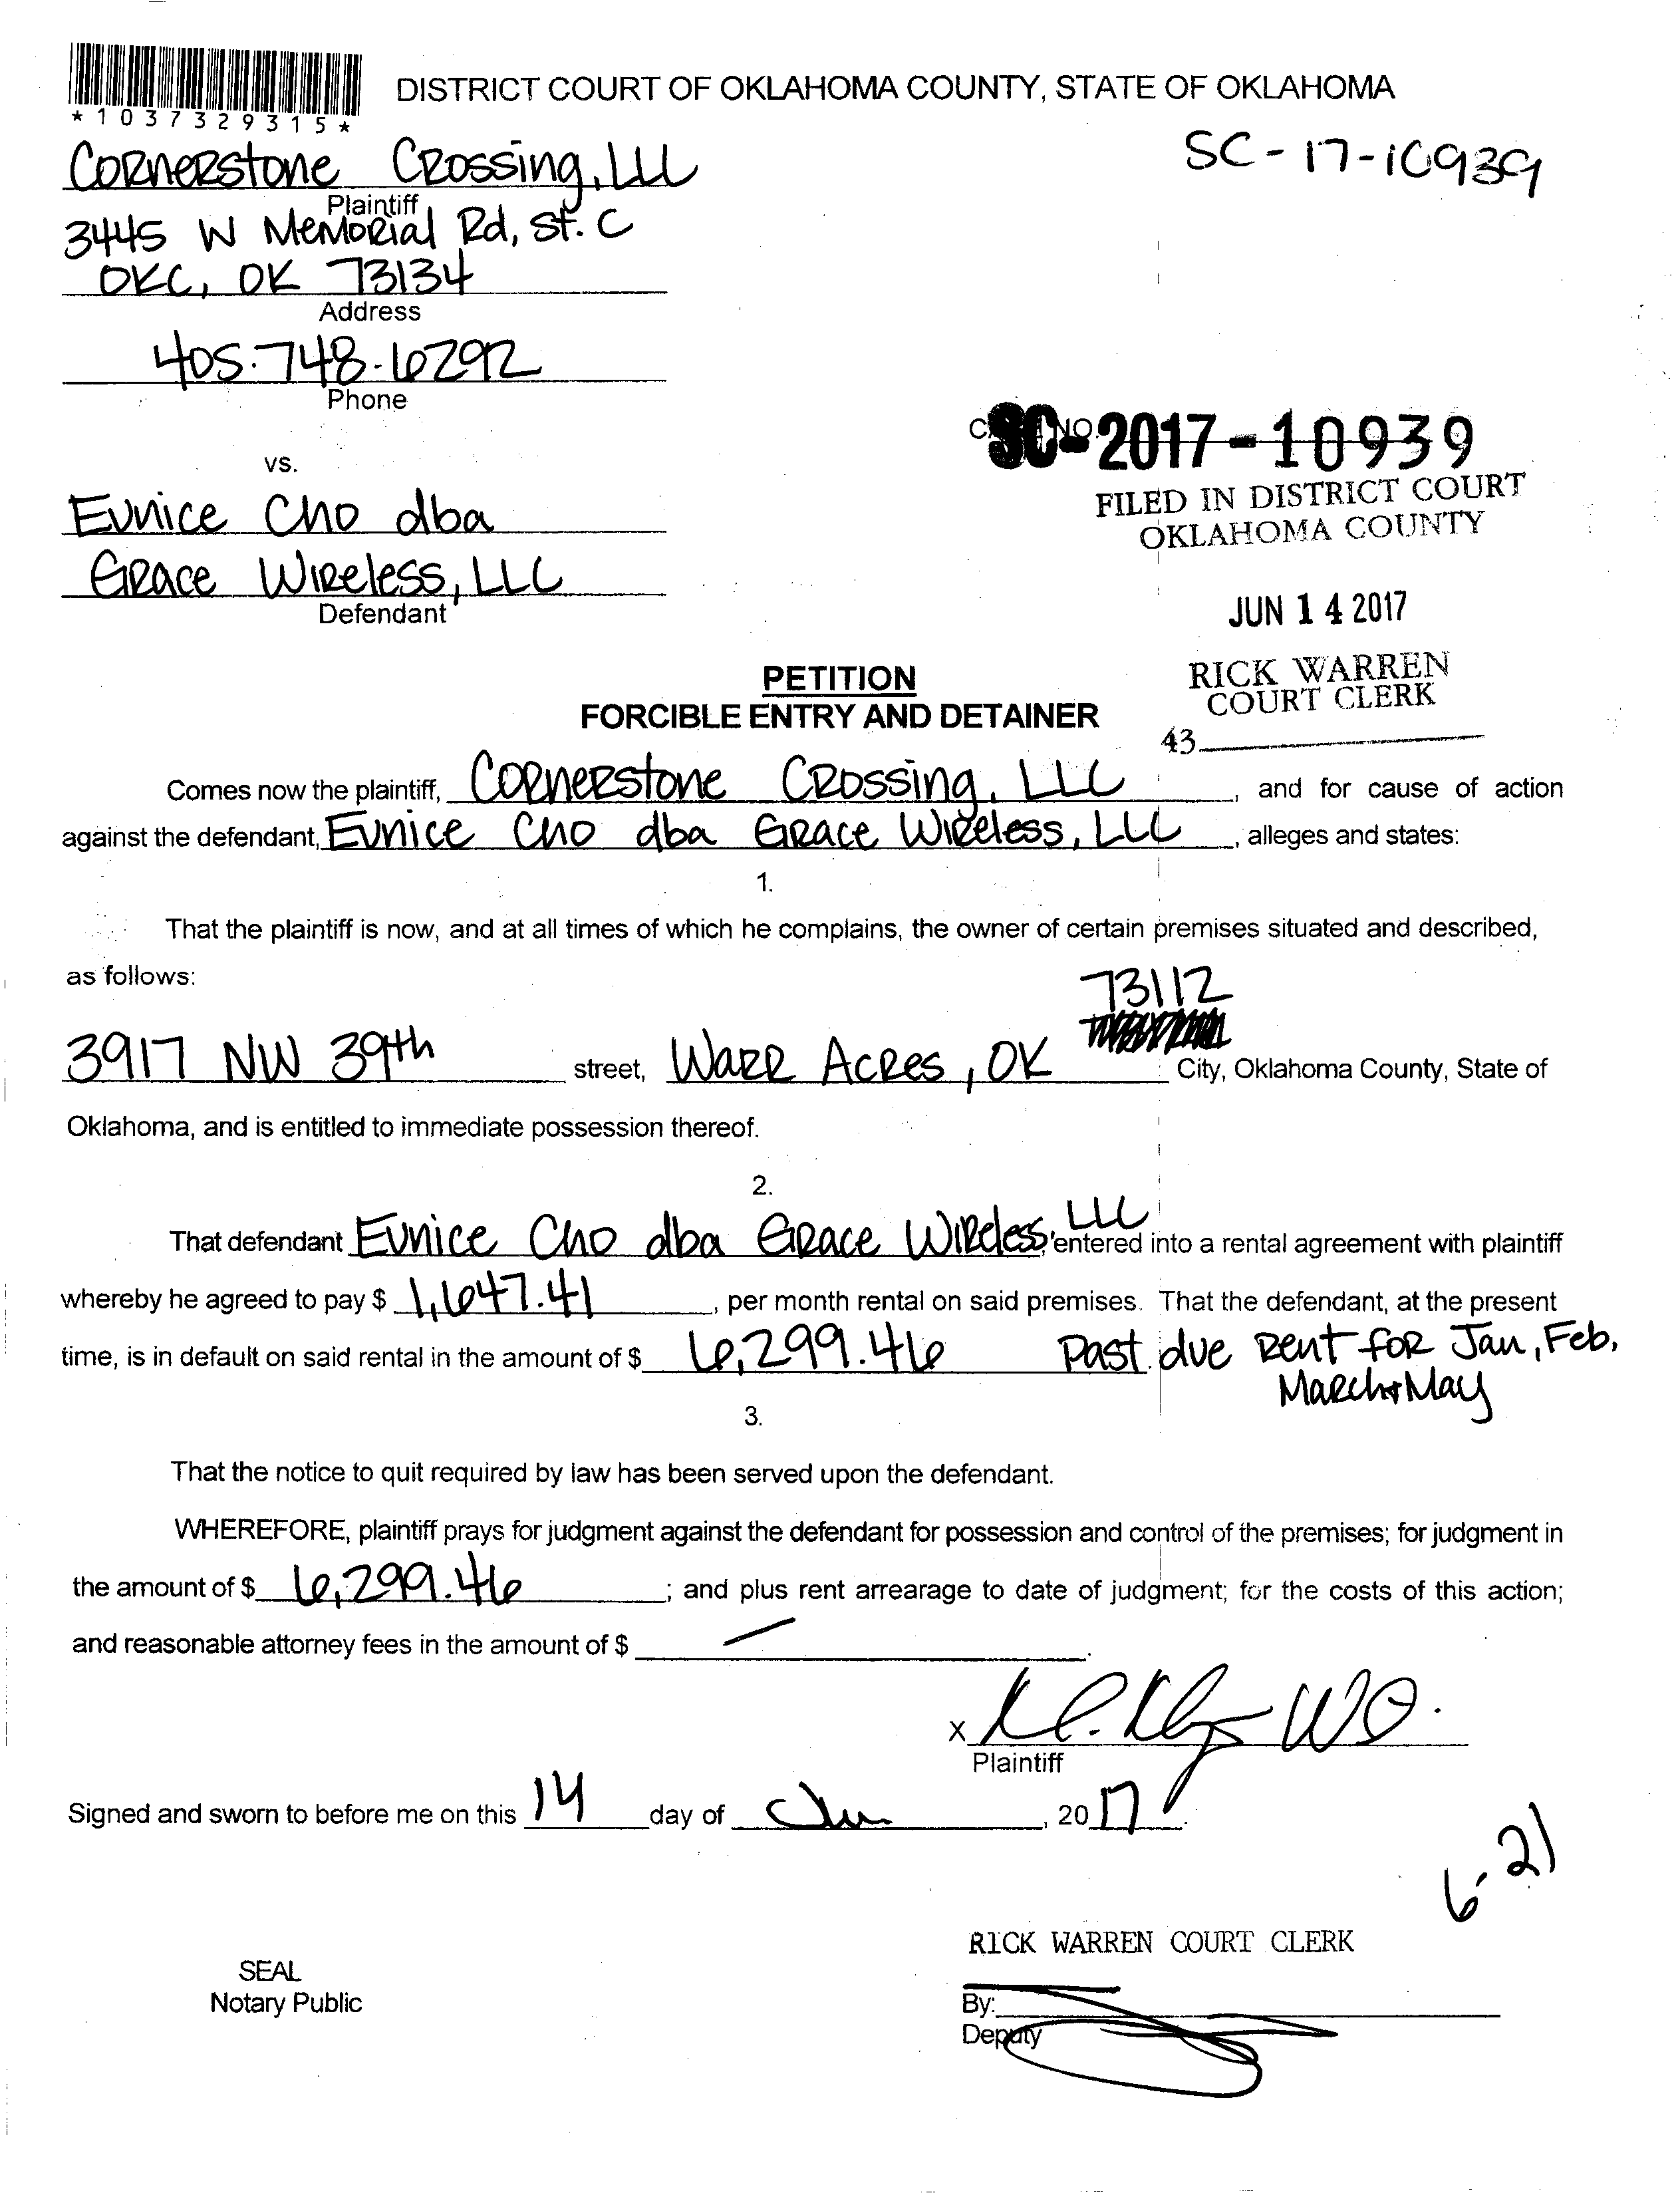 DISTRICT COURT OF OKLAHOMA COUNTY, STATE OF OKLAHOMA
*1037329315*
SC-17-10939
Cornerstone Crossing, LLC
Plaintiff
3445 W Memorial Rd, St. C
OKC, OK 73134
Address
405.748.6292
Phone
SC-2017-10939
vs.
FILED IN DISTRICT COURT
OKLAHOMA COUNTY
Eunice Cho dba
Grace Wireless, LLC
Defendant
JUN 14 2017
RICK WARREN
COURT CLERK
43
PETITION
FORCIBLE ENTRY AND DETAINER
Comes now the plaintiff, Cornerstone Crossing, LLC, and for cause of action
against the defendant, Eunice Cho dba Grace Wireless, LLC, alleges and states:
1.
That the plaintiff is now, and at all times of which he complains, the owner of certain premises situated and described,
as follows:
73112
3917 NW 39th street, Warr Acres, OK City, Oklahoma County, State of
Oklahoma, and is entitled to immediate possession thereof.
2.
That defendant Eunice Cho dba Grace Wireless, LLC entered into a rental agreement with plaintiff
whereby he agreed to pay $ 1,647.41, per month rental on said premises. That the defendant, at the present
time, is in default on said rental in the amount of $ 6,299.46 Past due rent for Jan, Feb,
March + May
3.
That the notice to quit required by law has been served upon the defendant.
WHEREFORE, plaintiff prays for judgment against the defendant for possession and control of the premises; for judgment in
the amount of $ 6,299.46; and plus rent arrearage to date of judgment; for the costs of this action;
and reasonable attorney fees in the amount of $ —.
X
Plaintiff
Signed and sworn to before me on this 14 day of Jun, 2017.
6-21
RICK WARREN COURT CLERK
SEAL
Notary Public
By:
Deputy